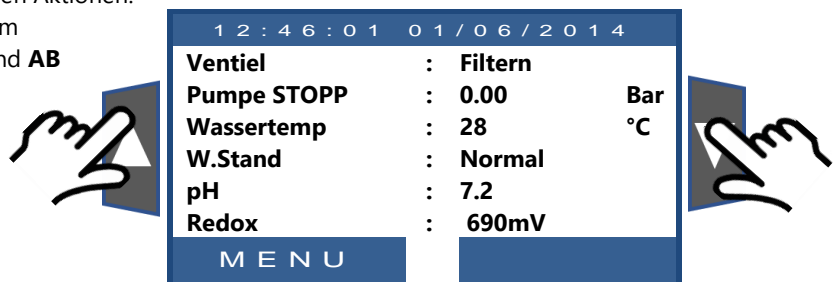 en Aktionen.
m
nd AB
12:46:01 01/06/2014
Ventiel : Filtern
Pumpe STOPP : 0.00 Bar
Wassertemp : 28 °C
W.Stand : Normal
pH : 7.2
Redox : 690mV
MENU